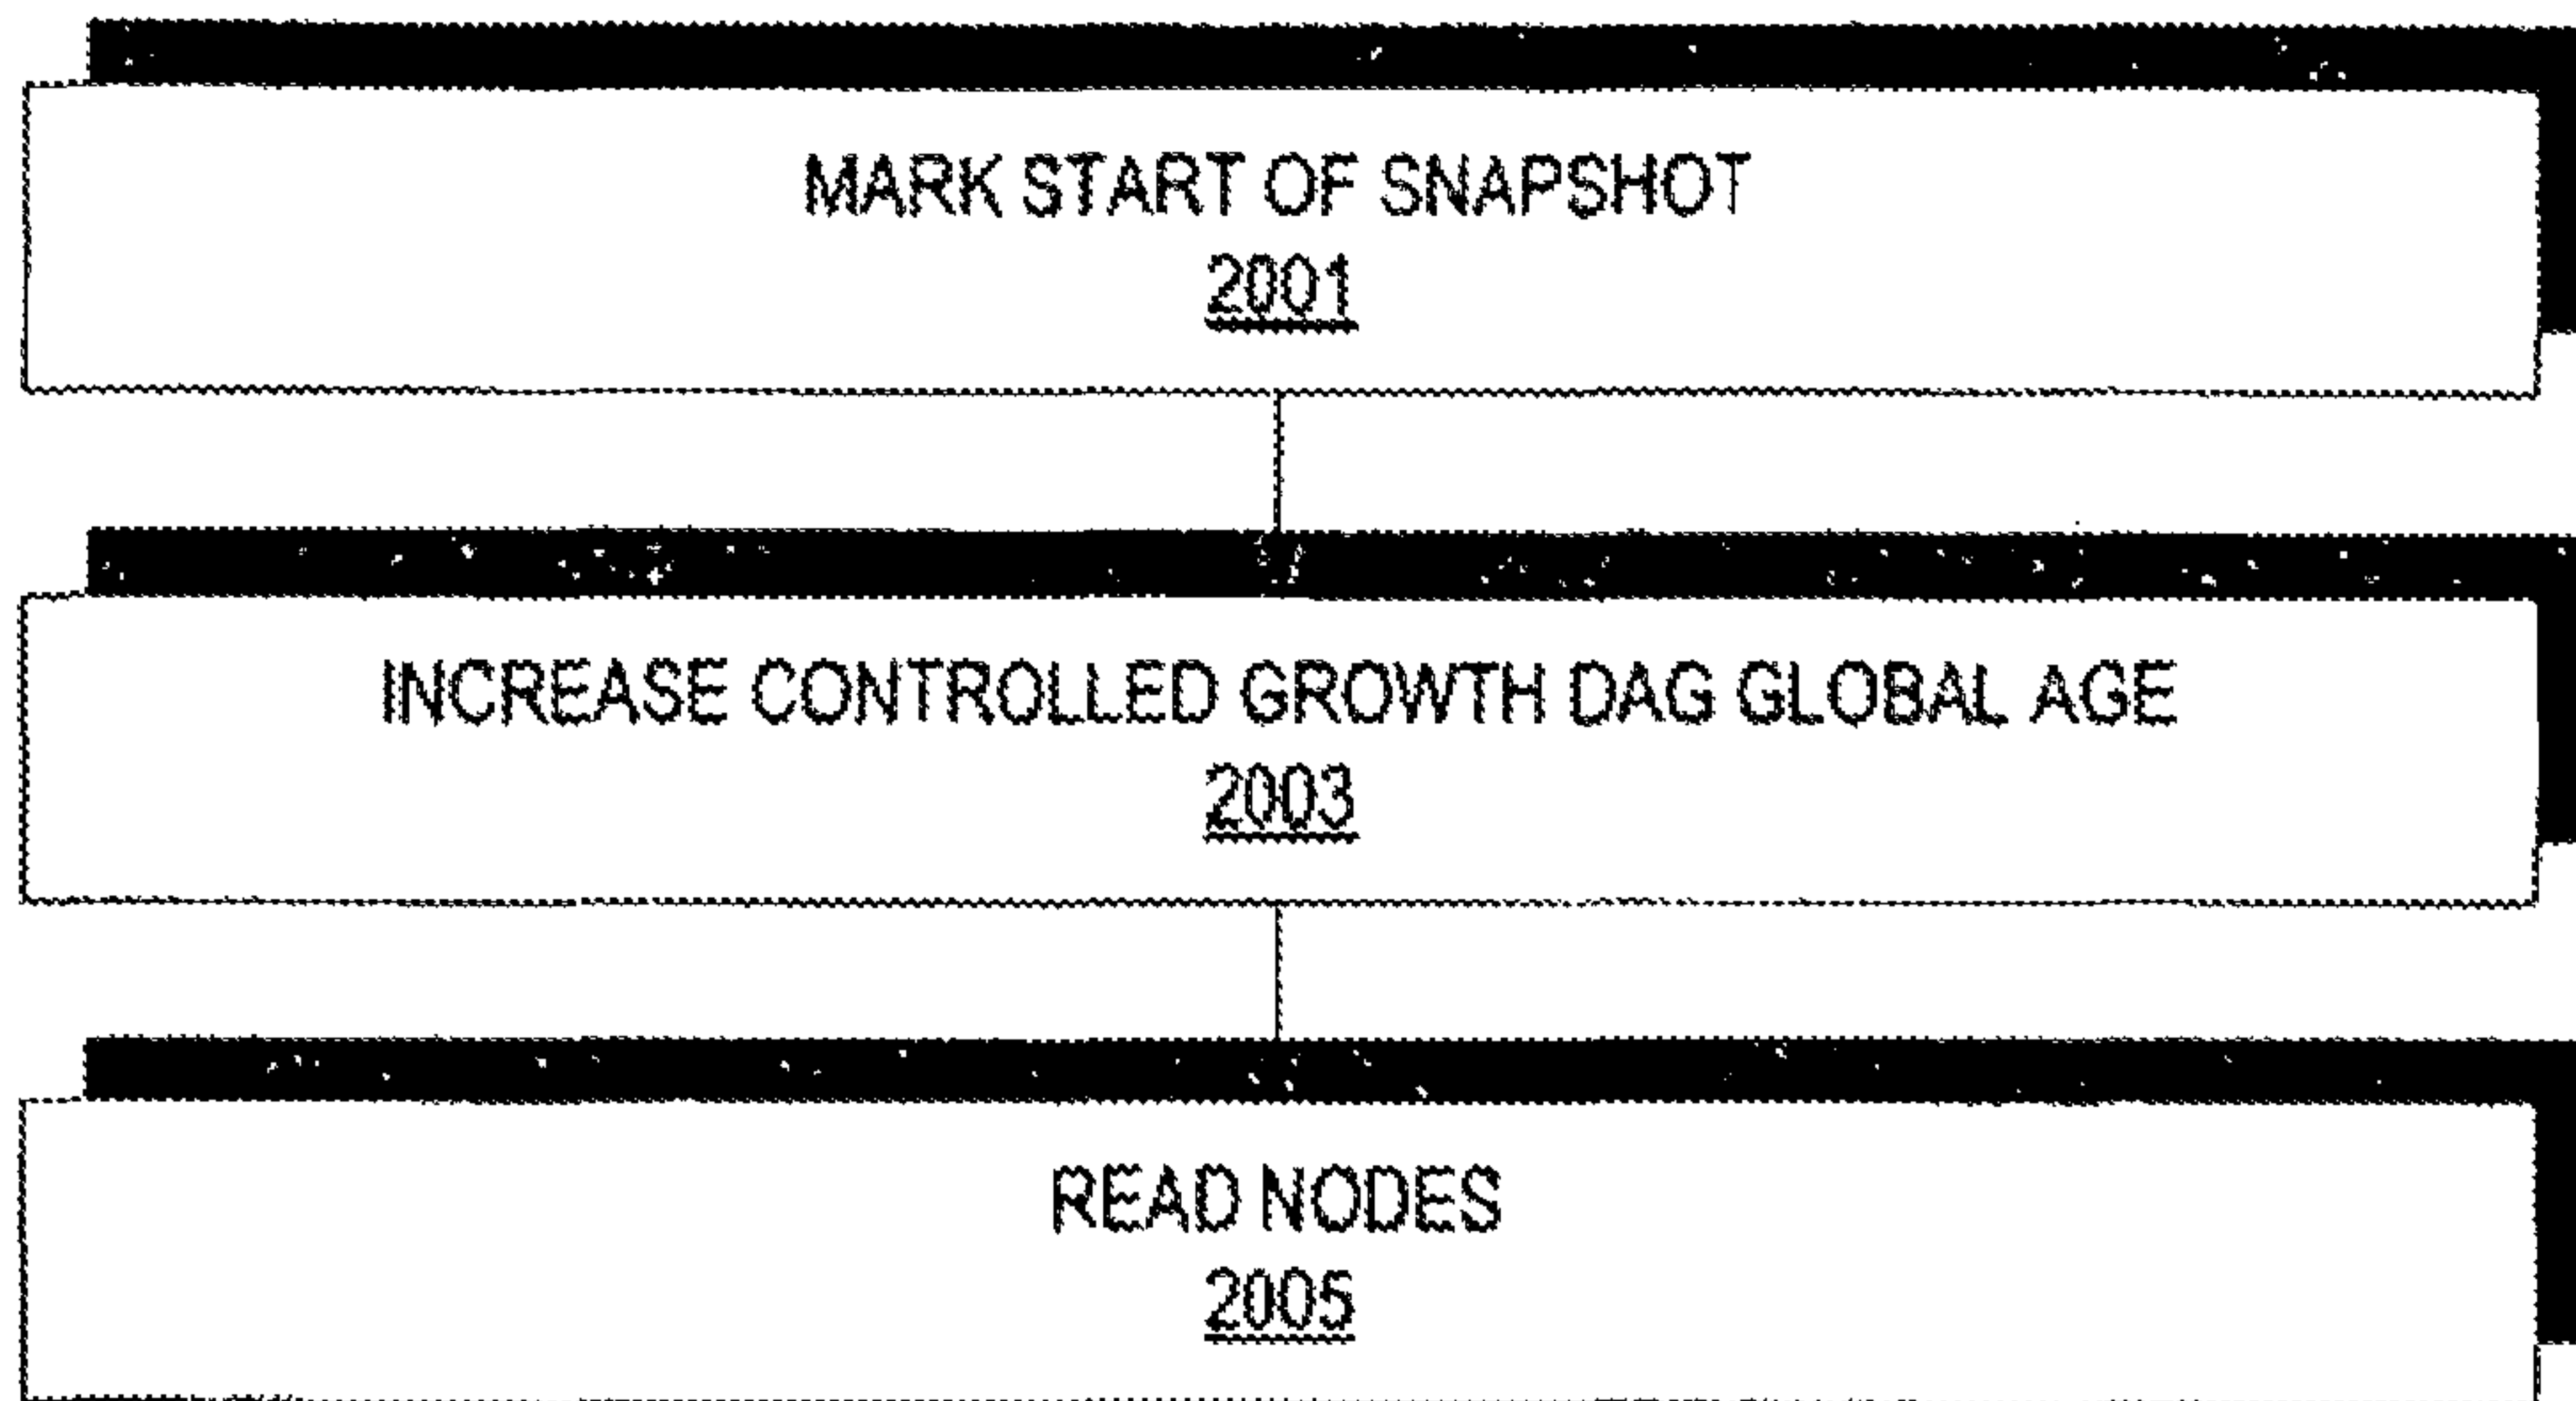 MARK START OF SNAPSHOT
2001
INCREASE CONTROLLED GROWTH DAG GLOBAL AGE
2003
READ NODES
2005